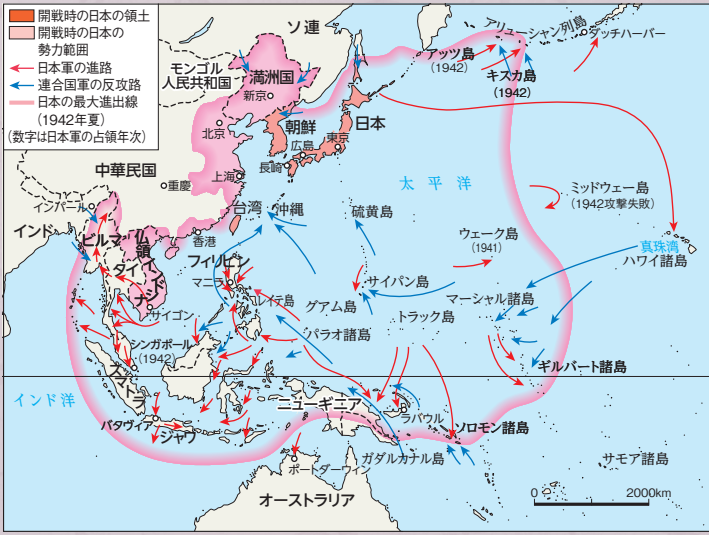 開戦時の日本の領土
開戦時の日本の
勢力範囲
日本軍の進路
連合国軍の反攻路
日本の最大進出線
(1942年夏)
(数字は日本軍の占領年次)
ソ連
アリューシャン列島
ダッチハーバー
アッツ島
(1942)
キスカ島
(1942)
モンゴル
人民共和国
満洲国
新京
北京
朝鮮
日本
広島
東京
長崎
中華民国
重慶
上海
太平洋
ミッドウェー島
(1942攻撃失敗)
インパール
台湾
沖縄
硫黄島
インド
ビルマ
仏領インドシナ
タイ
香港
ウェーク島
(1941)
真珠湾
ハワイ諸島
フィリピン
マニラ
サイパン島
レイテ島
グアム島
マーシャル諸島
サイゴン
トラック島
シンガポール
(1942)
パラオ諸島
ギルバート諸島
スマトラ
インド洋
ニューギニア
ラバウル
バタヴィア
ジャワ
ソロモン諸島
ガダルカナル島
サモア諸島
ポートダーウィン
オーストラリア
0 2000km